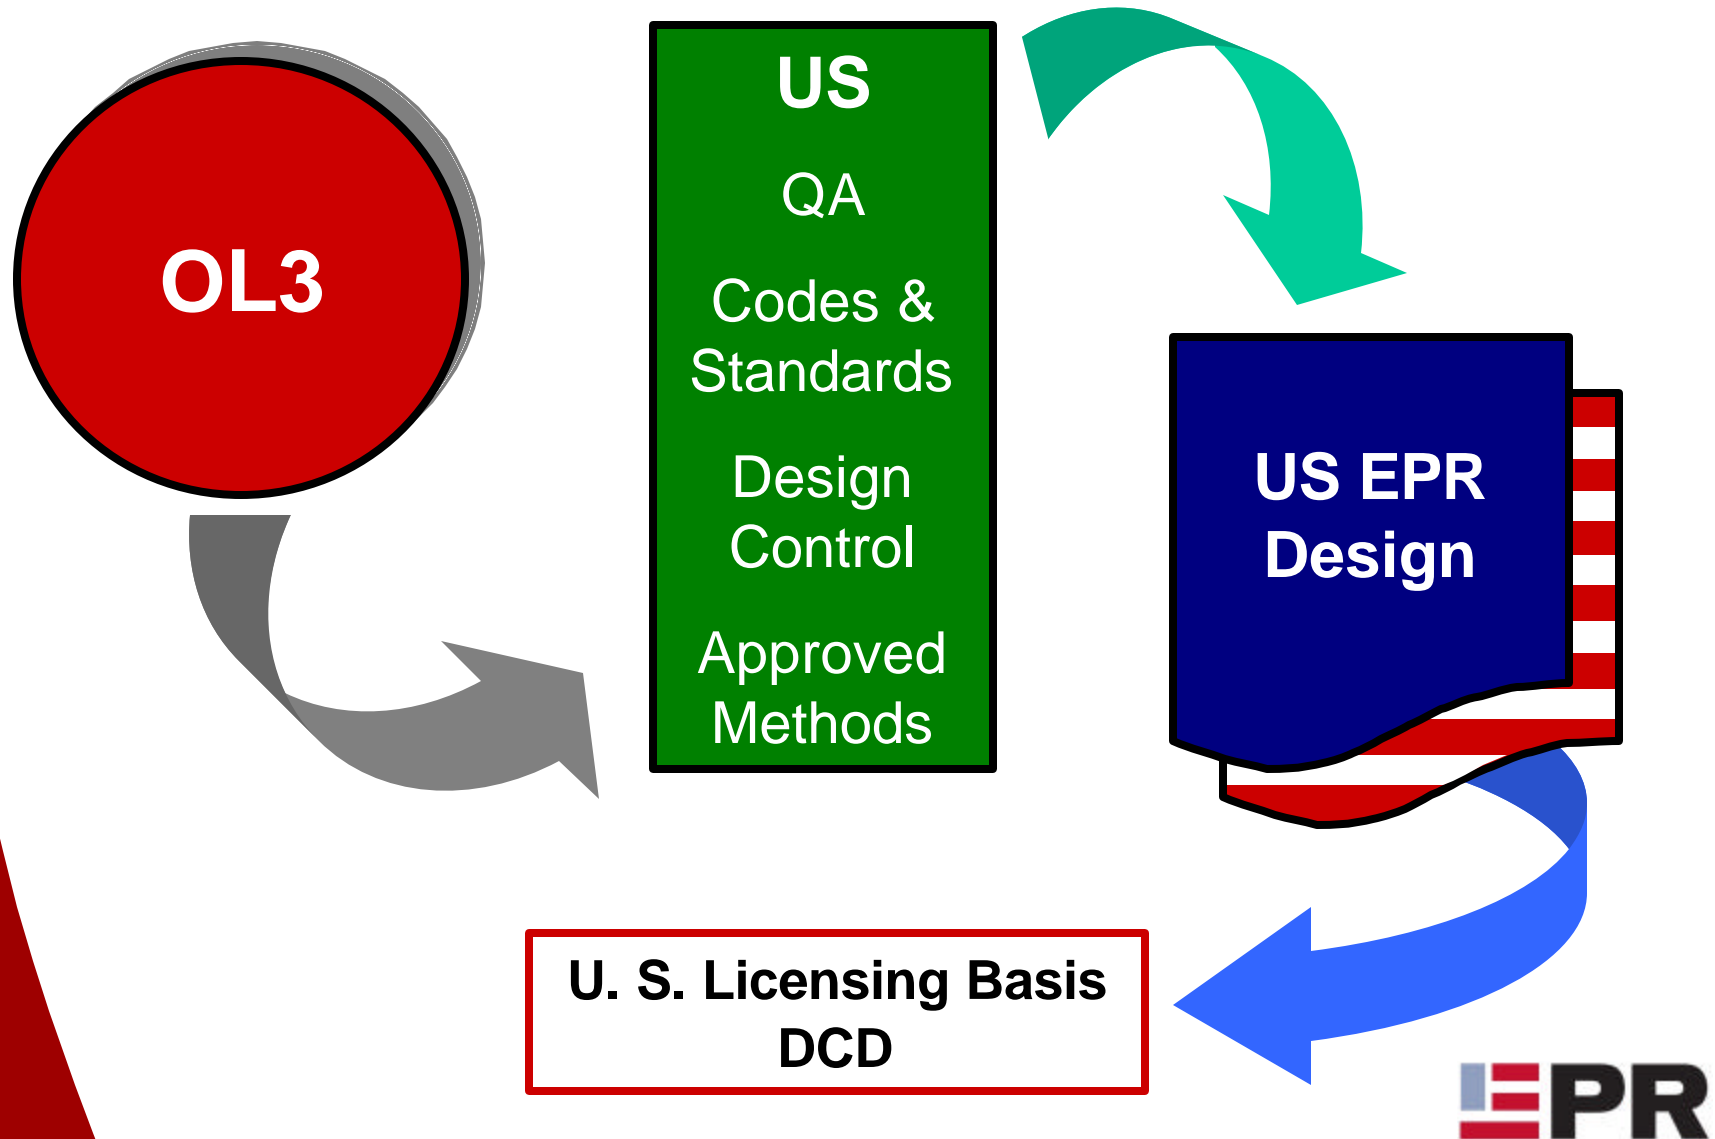 OL3
US
QA
Codes &
Standards
Design
Control
Approved
Methods
US EPR
Design
U. S. Licensing Basis
DCD
EPR